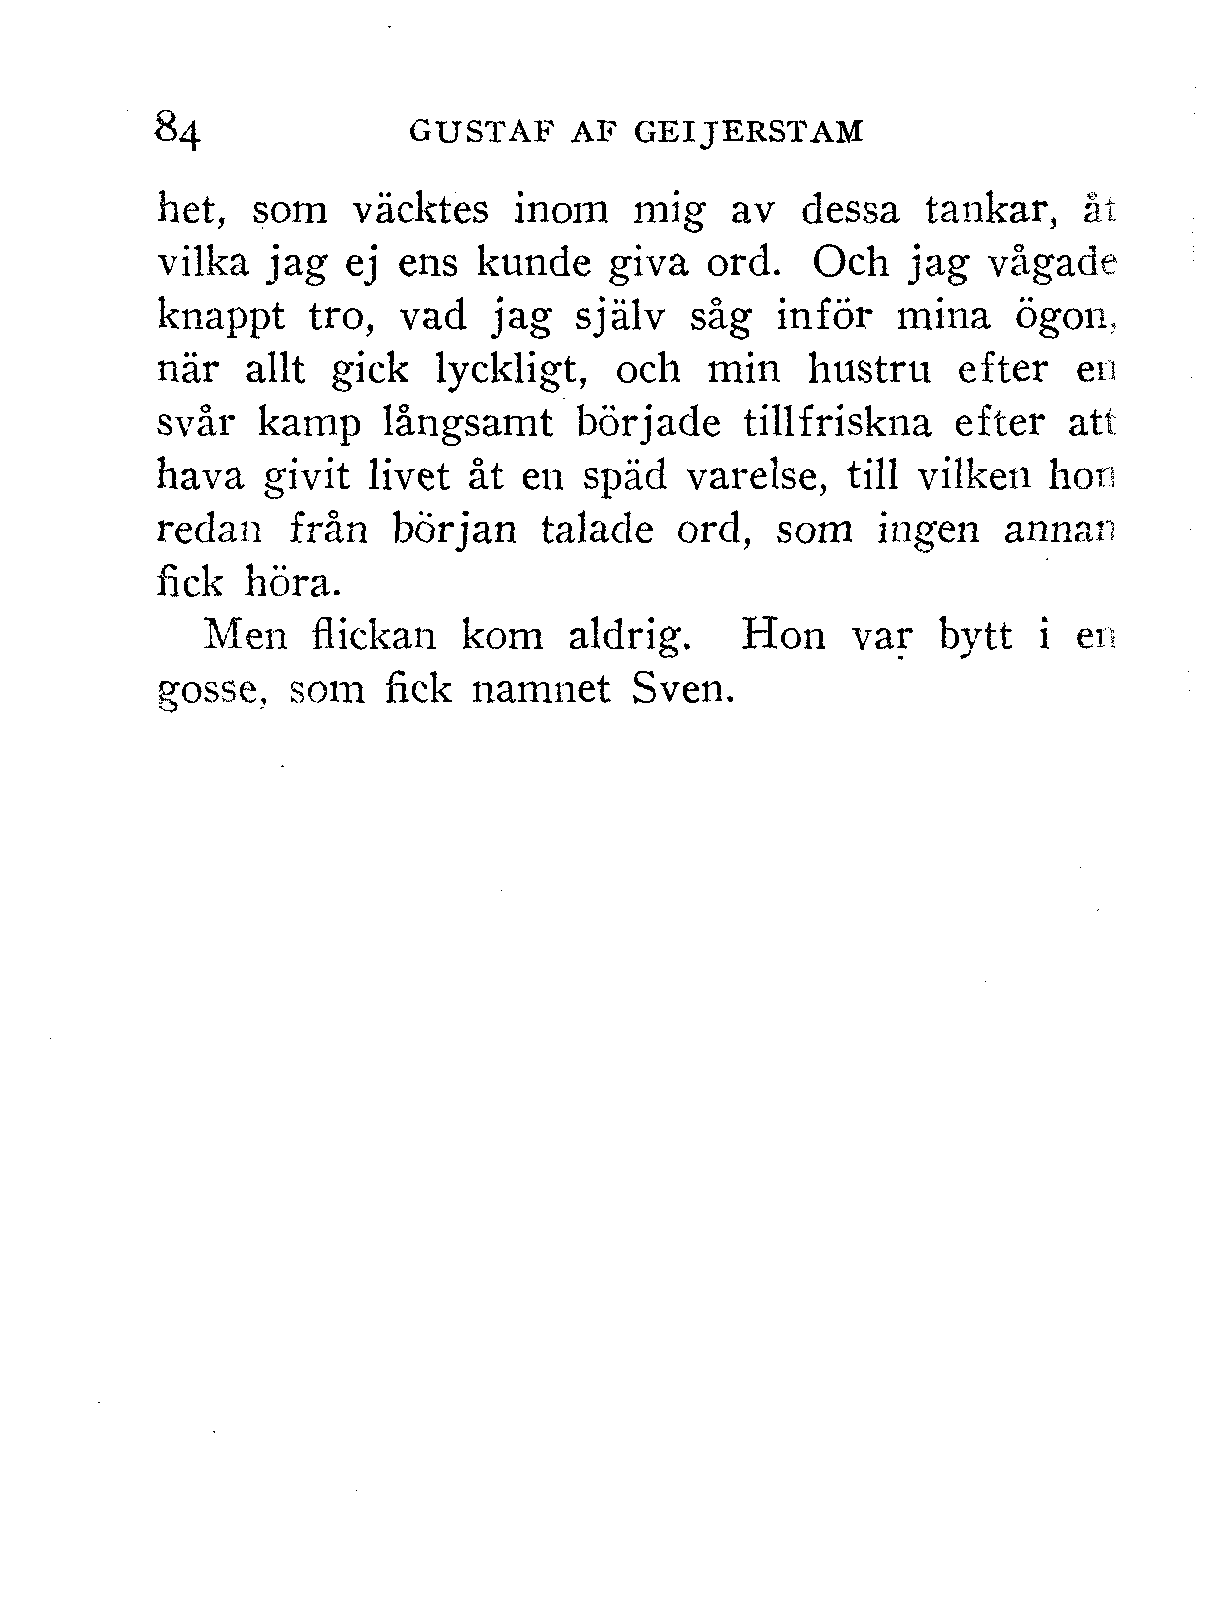 84 GUSTAF AF GEIJERSTAM
het, som väcktes inom mig av dessa tankar, åt
vilka jag ej ens kunde giva ord. Och jag vågade
knappt tro, vad jag själv såg inför mina ögon,
när allt gick lyckligt, och min hustru efter en
svår kamp långsamt började tillfriskna efter att
hava givit livet åt en späd varelse, till vilken hon
redan från början talade ord, som ingen annan
fick höra.
Men flickan kom aldrig. Hon var bytt i en
gosse, som fick namnet Sven.